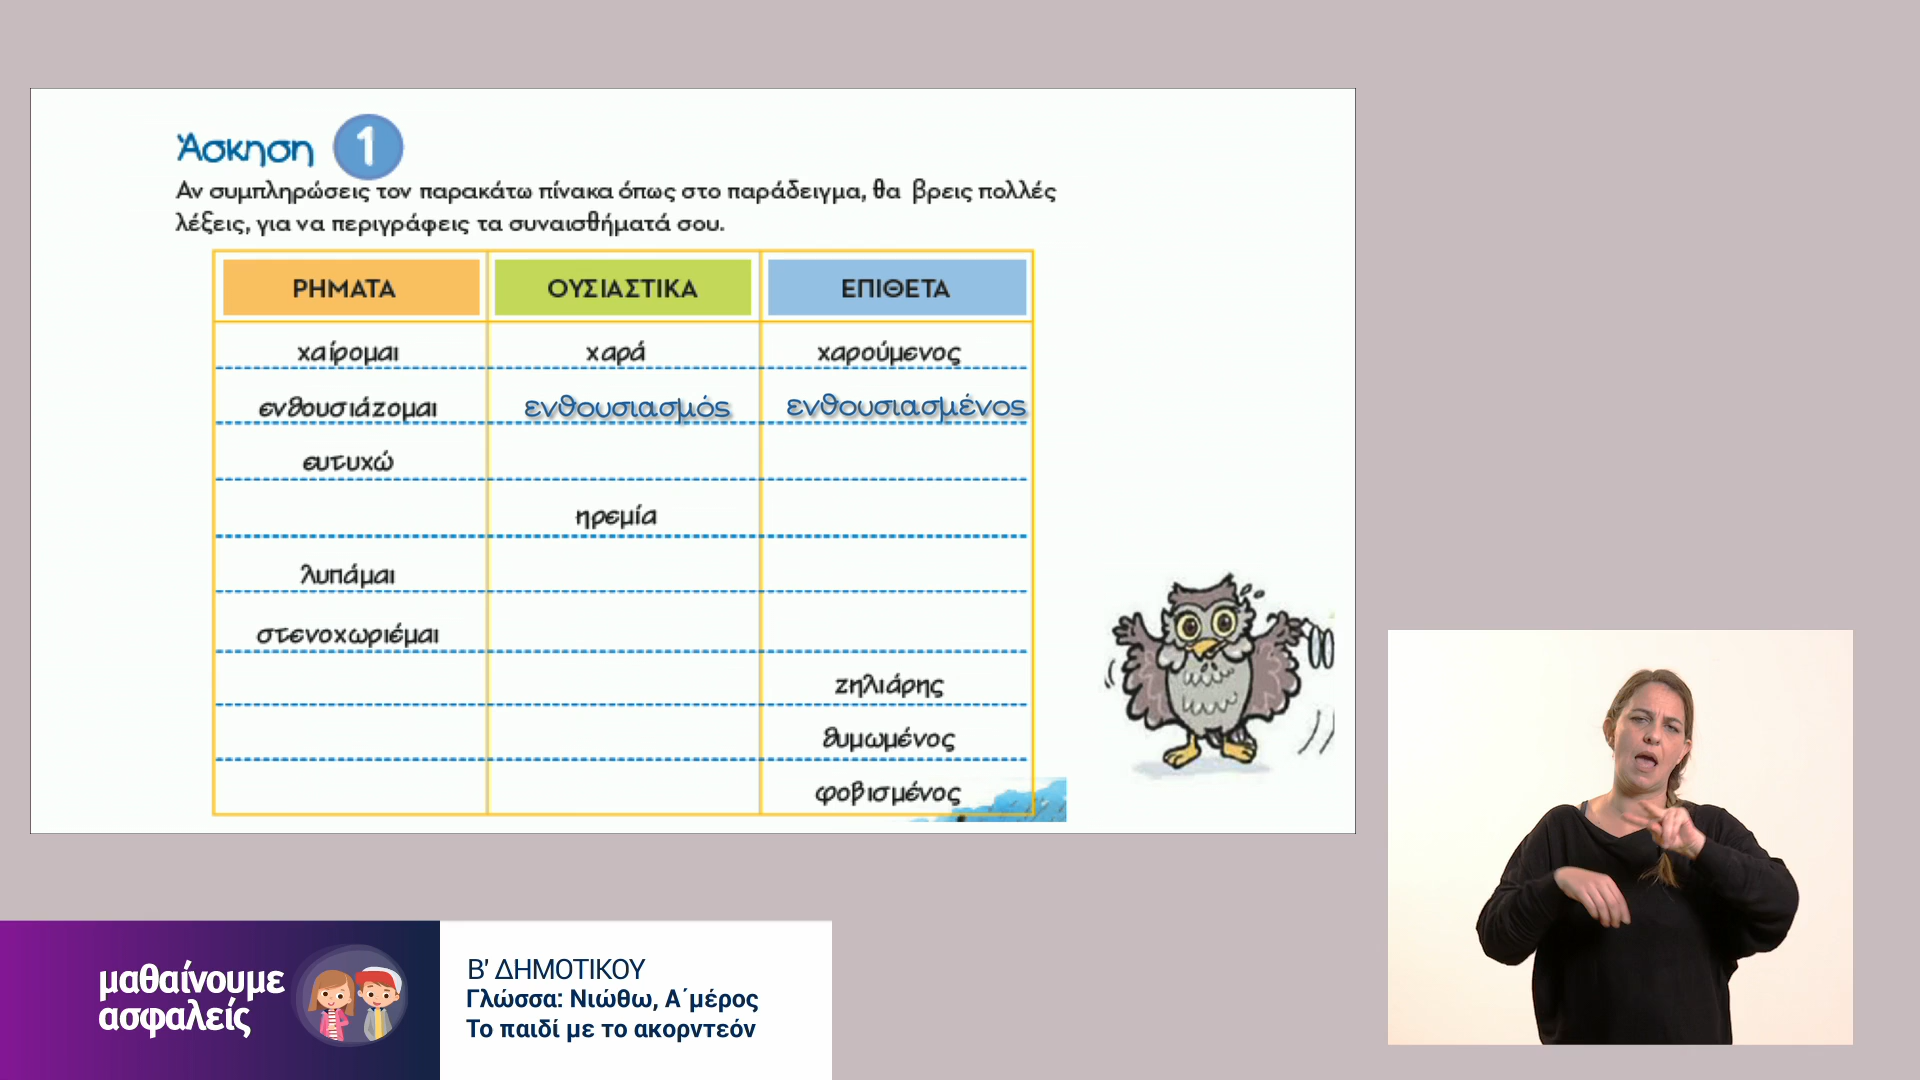 Άσκηση 1
Αν συμπληρώσεις τον παρακάτω πίνακα όπως στο παράδειγμα, θα βρεις πολλές
λέξεις, για να περιγράφεις τα συναισθήματά σου.
ΡΗΜΑΤΑ ΟΥΣΙΑΣΤΙΚΑ ΕΠΙΘΕΤΑ
χαίρομαι χαρά χαρούμενος
ενθουσιάζομαι ενθουσιασμός ενθουσιασμένος
ευτυχώ
ηρεμία
λυπάμαι
στενοχωριέμαι
ζηλιάρης
θυμωμένος
φοβισμένος
μαθαίνουμε
ασφαλείς
Β' ΔΗΜΟΤΙΚΟΥ
Γλώσσα: Νιώθω, Α΄μέρος
Το παιδί με το ακορντεόν